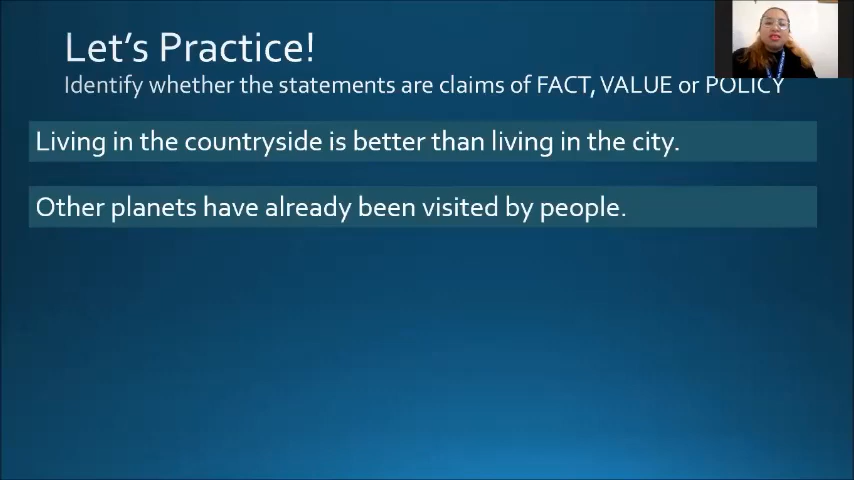 Let's Practice!
Identify whether the statements are claims of FACT, VALUE or POLICY
Living in the countryside is better than living in the city.
Other planets have already been visited by people.